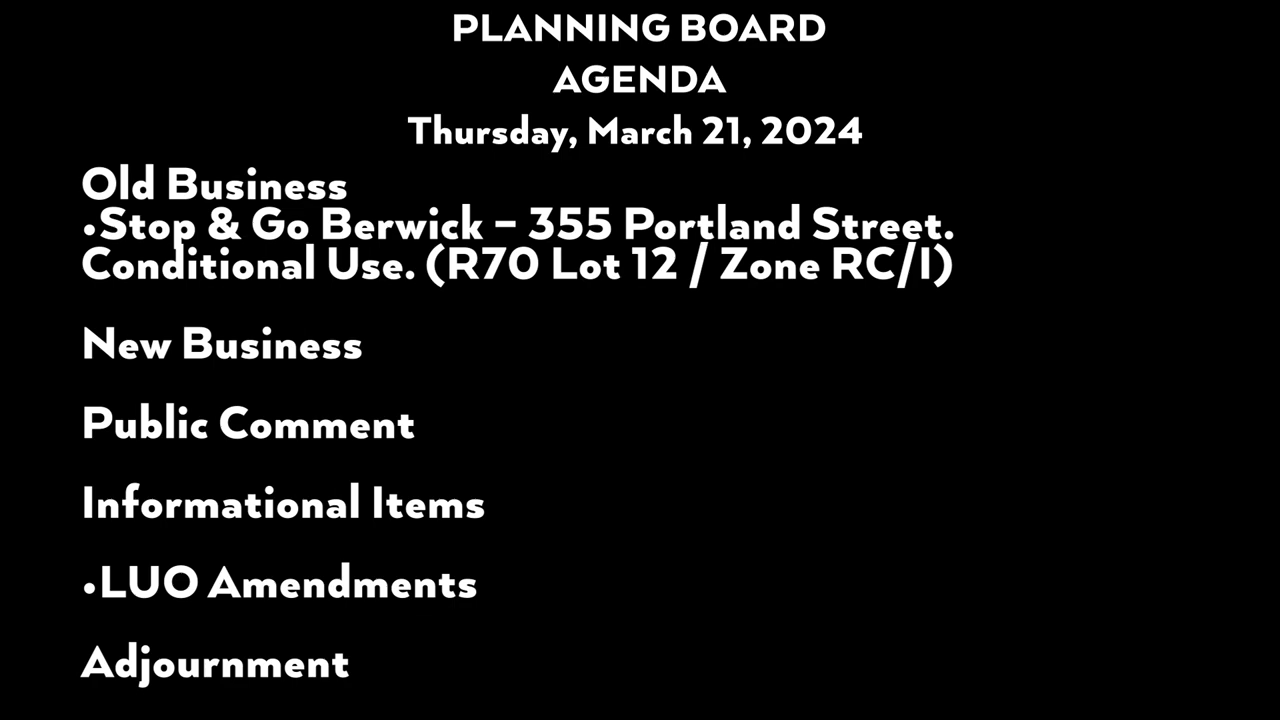 PLANNING BOARD
AGENDA
Thursday, March 21, 2024
Old Business
•Stop & Go Berwick – 355 Portland Street.
Conditional Use. (R70 Lot 12 / Zone RC/I)
New Business
Public Comment
Informational Items
•LUO Amendments
Adjournment